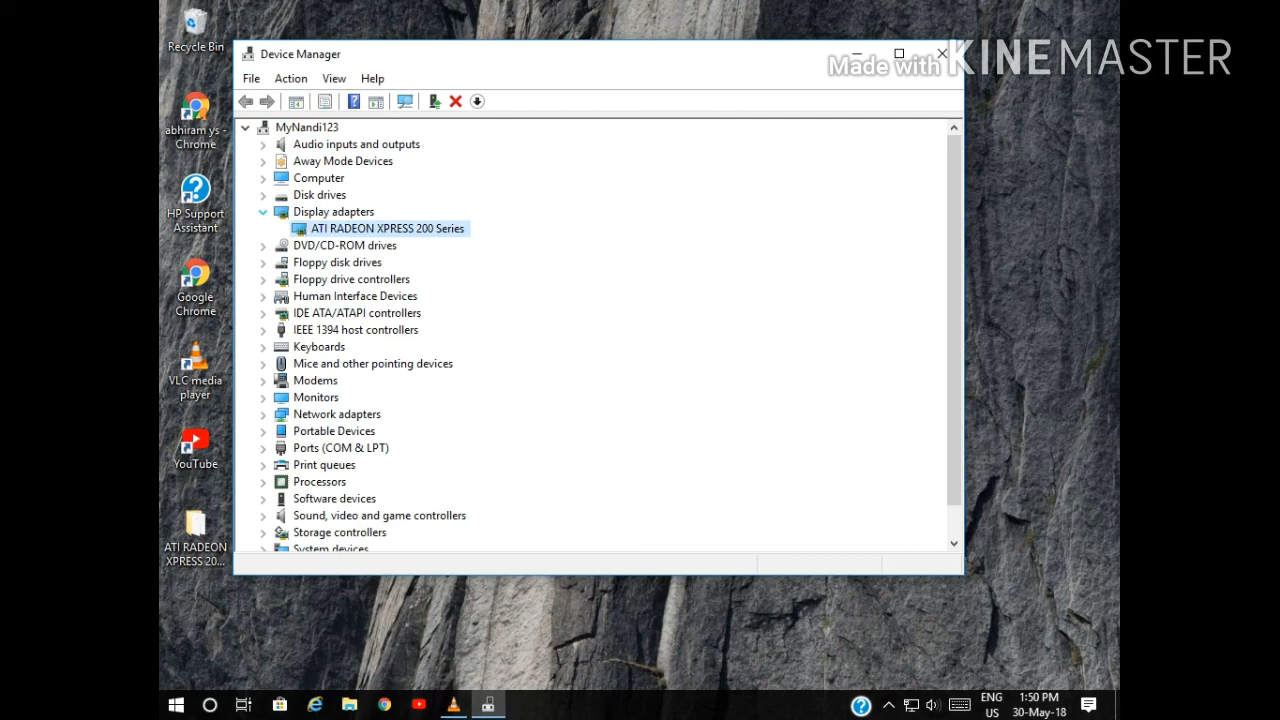 Recycle Bin
abhiram ys -
Chrome
HP Support
Assistant
Google
Chrome
VLC media
player
YouTube
ATI RADEON
XPRESS 20...
Device Manager
Made with KINEMASTER
File Action View Help
MyNandi123
Audio inputs and outputs
Away Mode Devices
Computer
Disk drives
Display adapters
ATI RADEON XPRESS 200 Series
DVD/CD-ROM drives
Floppy disk drives
Floppy drive controllers
Human Interface Devices
IDE ATA/ATAPI controllers
IEEE 1394 host controllers
Keyboards
Mice and other pointing devices
Modems
Monitors
Network adapters
Portable Devices
Ports (COM & LPT)
Print queues
Processors
Software devices
Sound, video and game controllers
Storage controllers
System devices
ENG
US
1:50 PM
30-May-18